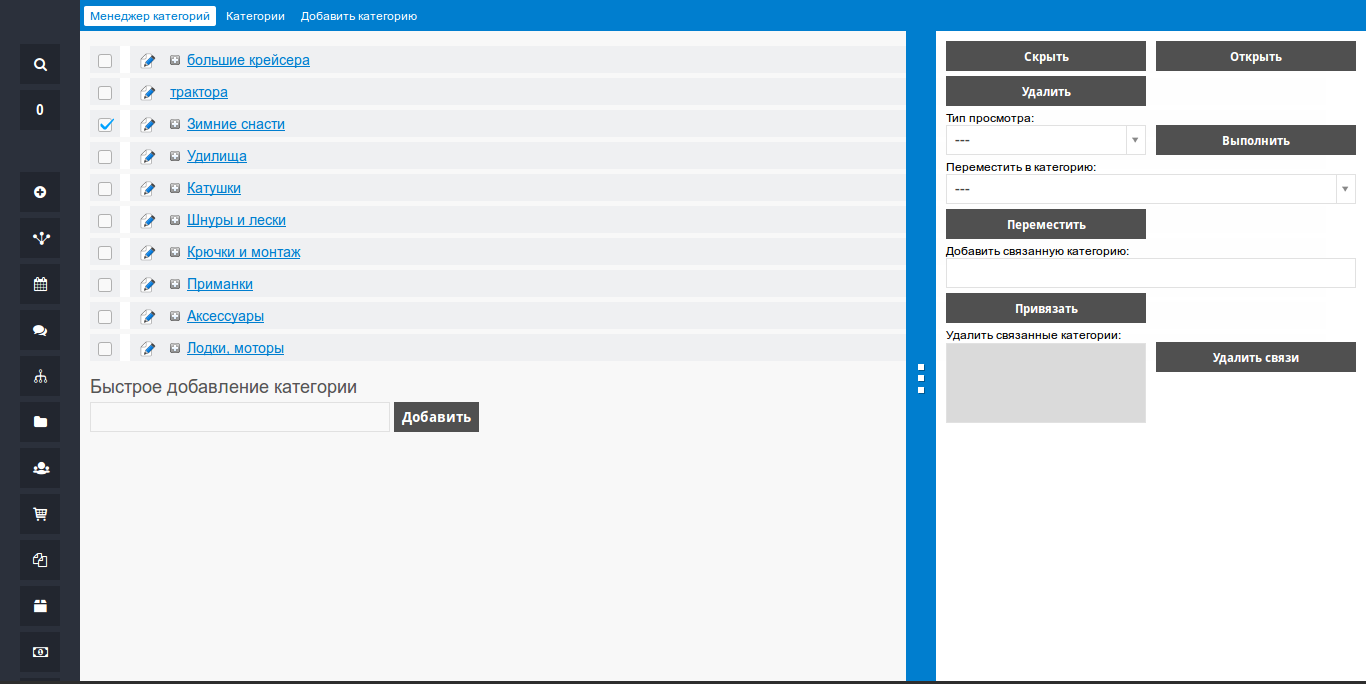 Менеджер категорий Категории Добавить категорию
0
большие крейсера
трактора
Зимние снасти
Удилища
Катушки
Шнуры и лески
Крючки и монтаж
Приманки
Аксессуары
Лодки, моторы
Быстрое добавление категории
Добавить
Скрыть Открыть
Удалить
Тип просмотра:
--- Выполнить
Переместить в категорию:
---
Переместить
Добавить связанную категорию:
Привязать
Удалить связанные категории:
Удалить связи